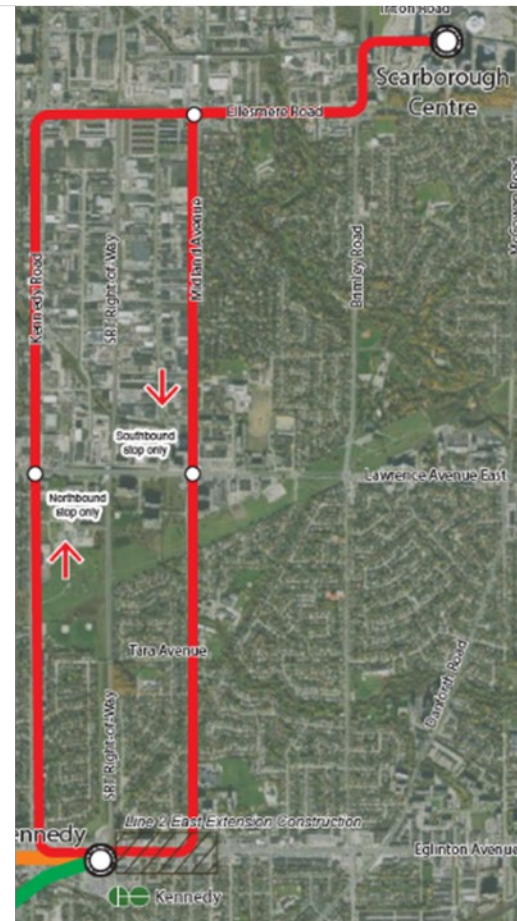 Triton Road
Scarborough
Centre
Ellesmere Road
Kennedy Road
SRT Right-of-Way
Midland Avenue
Brimley Road
McCowan Road
Southbound
stop only
Lawrence Avenue East
Northbound
stop only
Tara Avenue
Danforth Road
SRT Right-of-Way
Line 2 East Extension Construction
ennedy
Eglinton Avenue
Kennedy